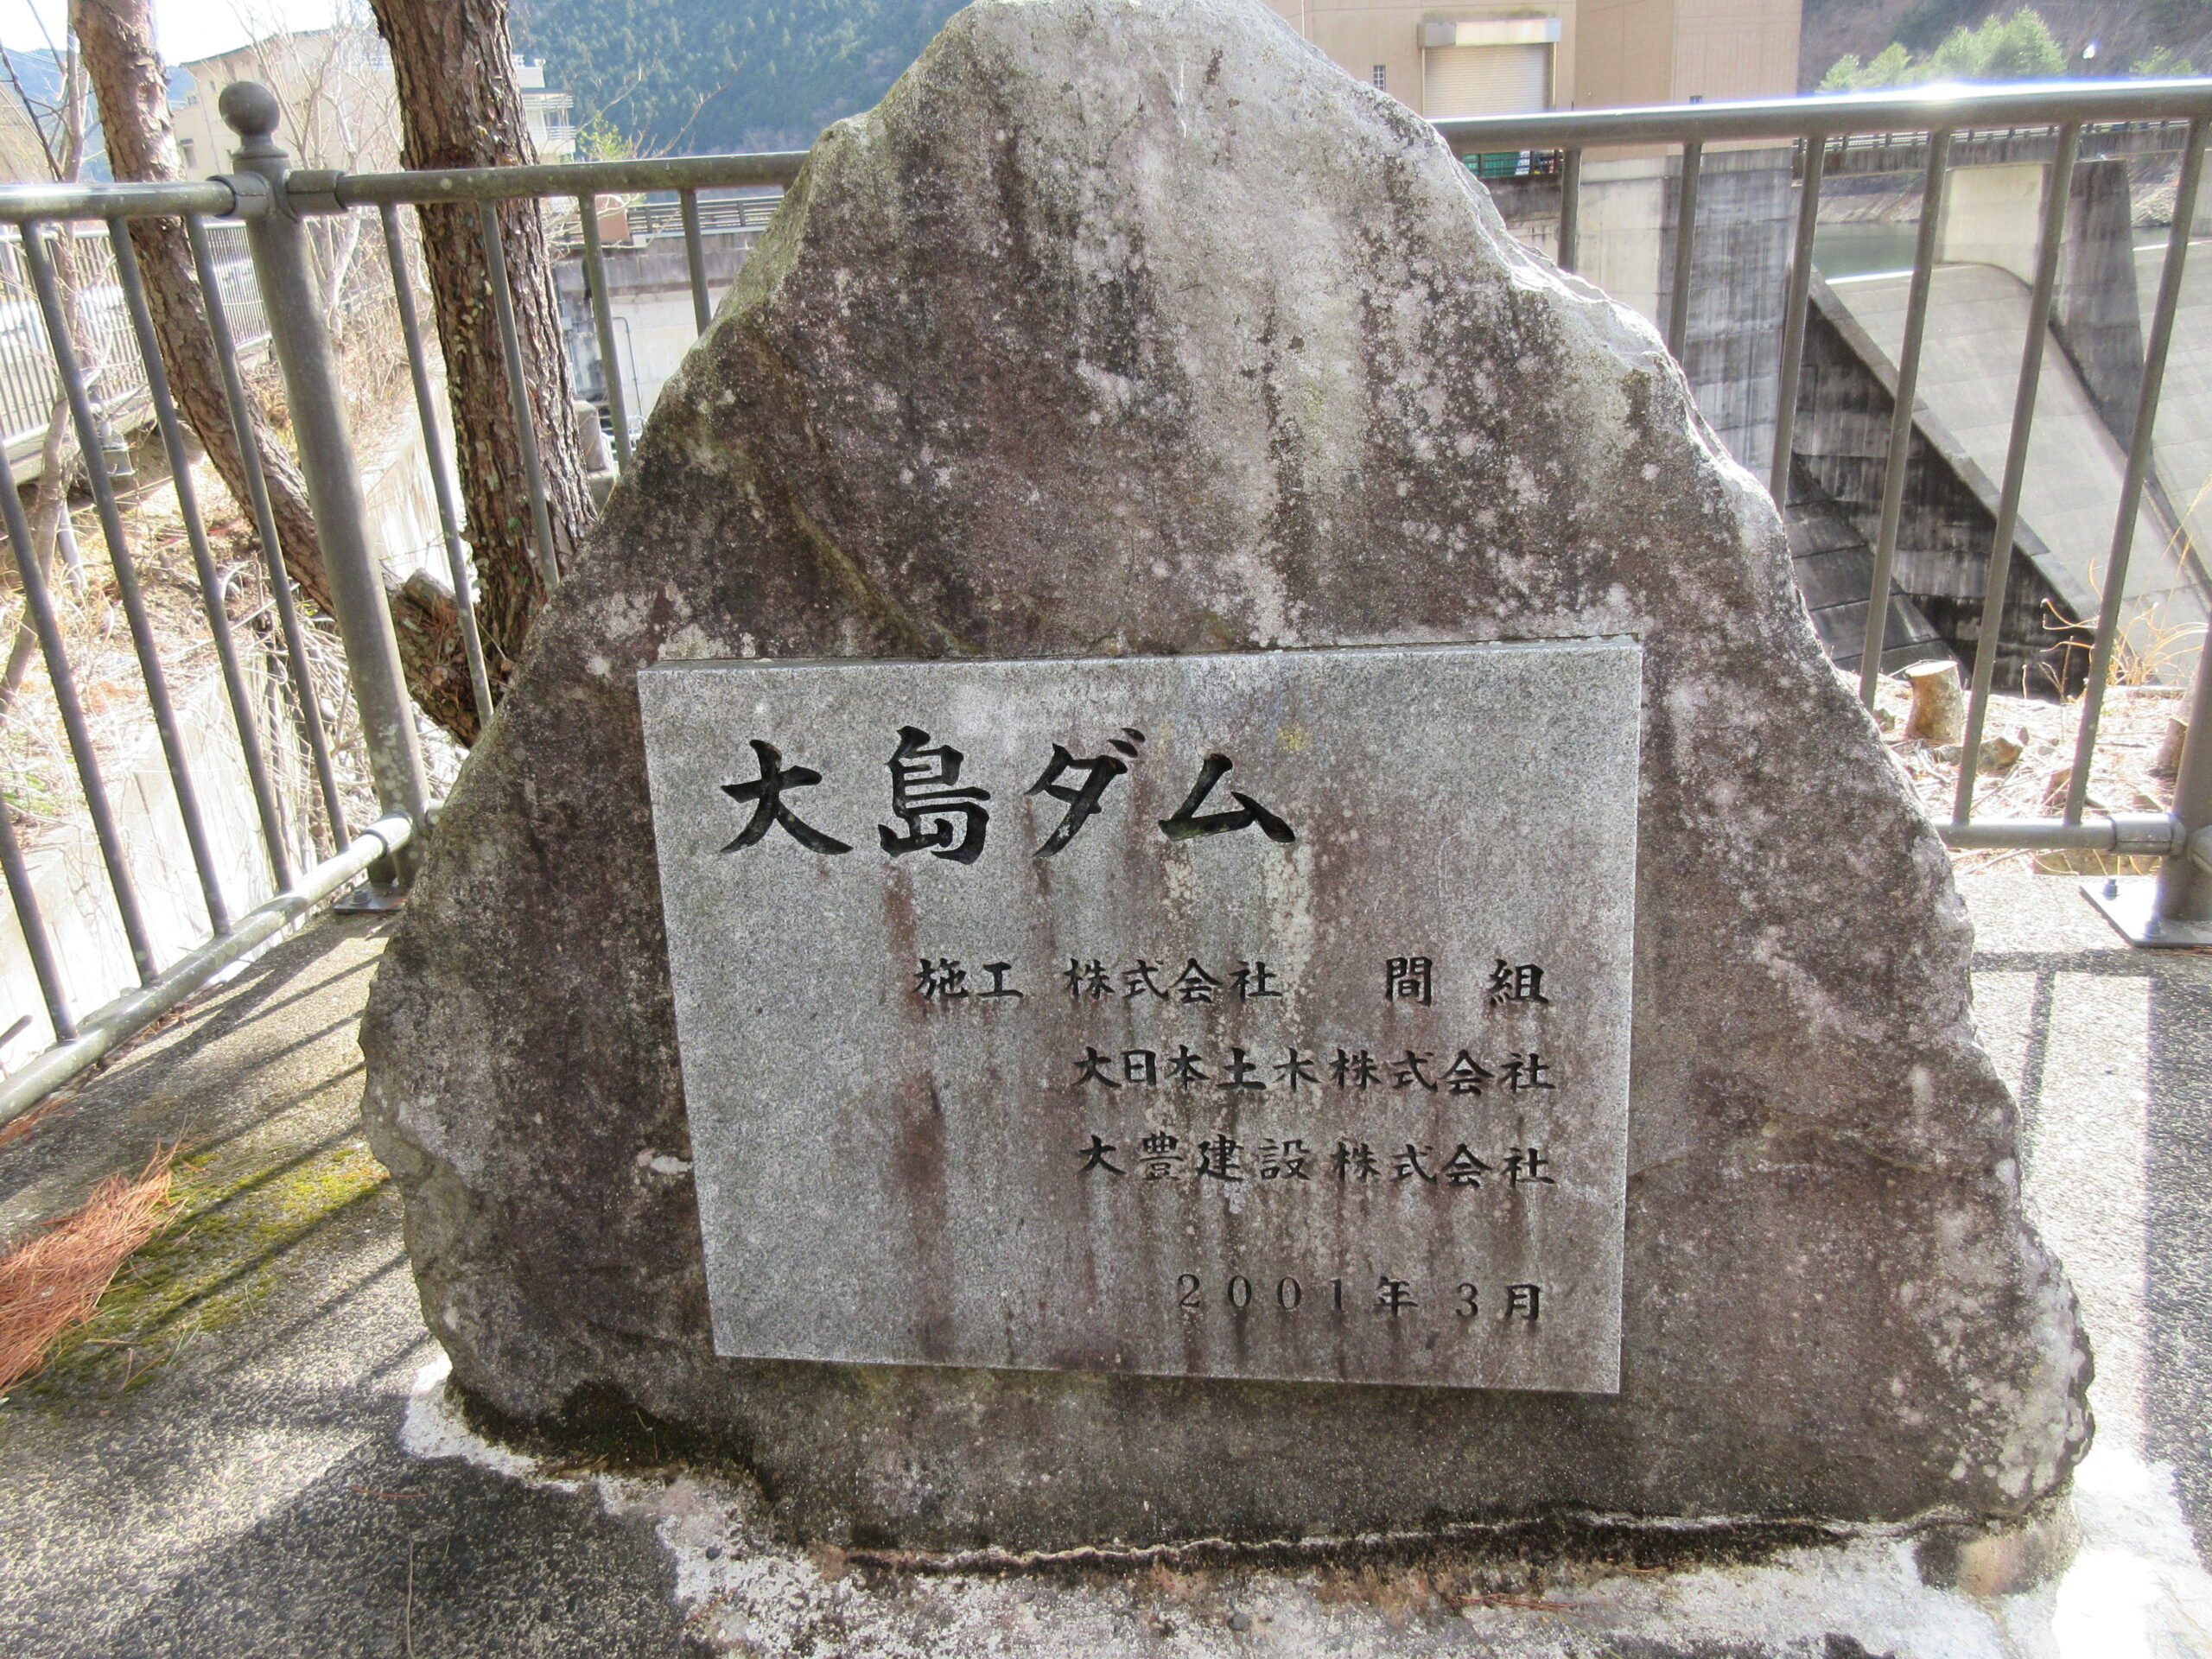 大島ダム
施工 株式会社 間組
大日本土木株式会社
大豊建設株式会社
2001年3月